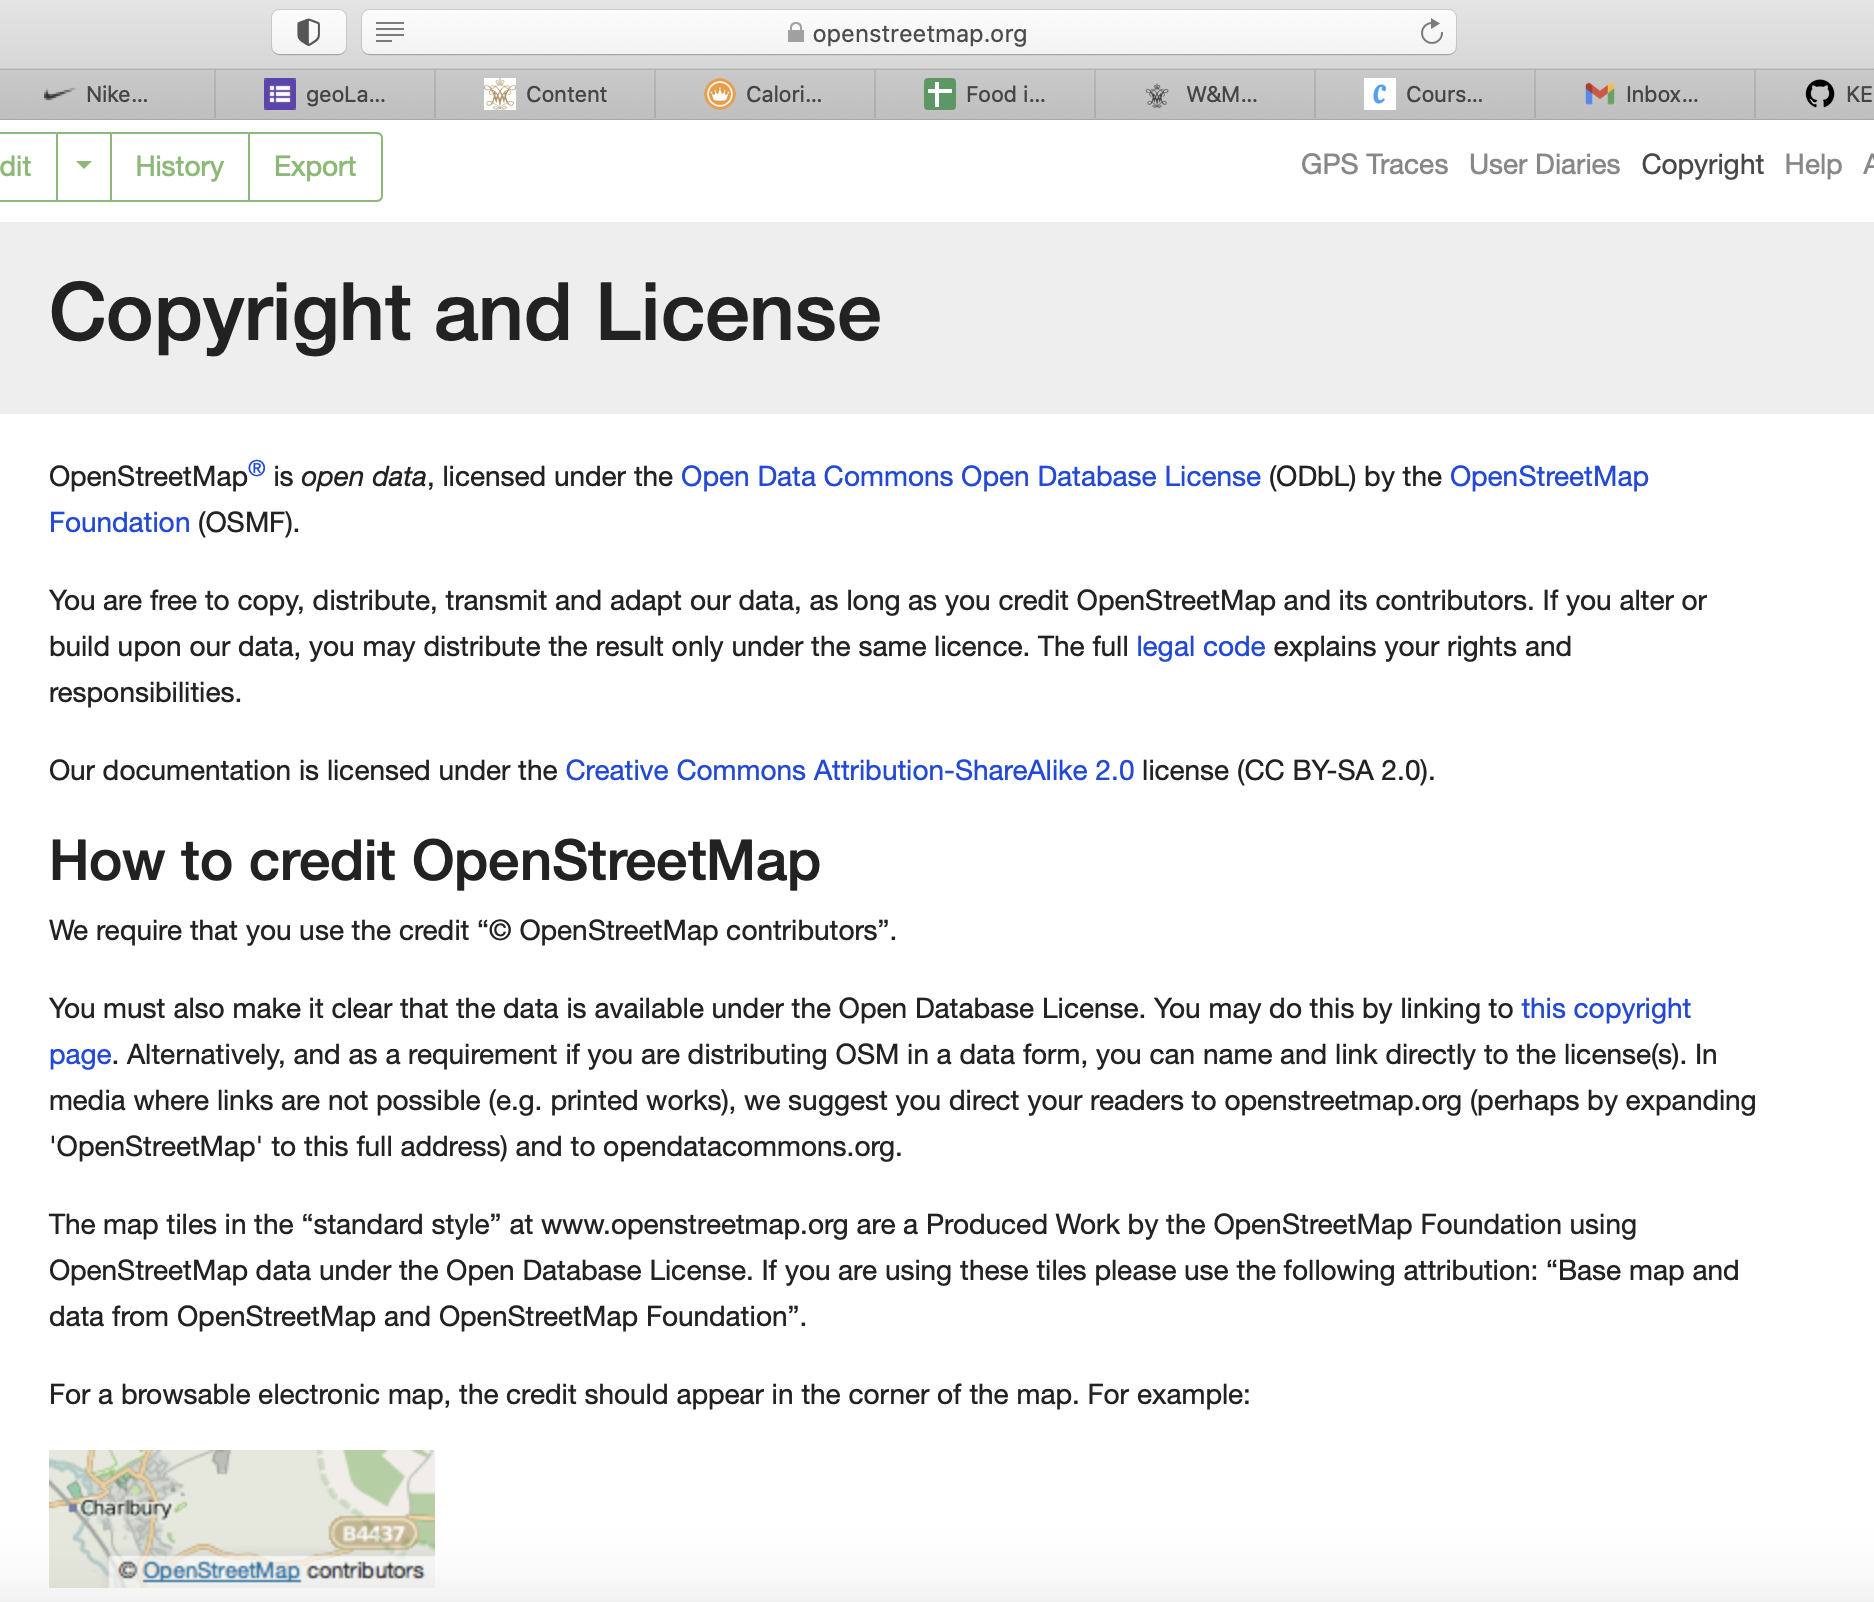 openstreetmap.org
Nike... geoLa... Content Calori... Food i... W&M... Cours... Inbox... KE
dit History Export GPS Traces User Diaries Copyright Help A
Copyright and License
OpenStreetMap® is open data, licensed under the Open Data Commons Open Database License (ODbL) by the OpenStreetMap
Foundation (OSMF).
You are free to copy, distribute, transmit and adapt our data, as long as you credit OpenStreetMap and its contributors. If you alter or
build upon our data, you may distribute the result only under the same licence. The full legal code explains your rights and
responsibilities.
Our documentation is licensed under the Creative Commons Attribution-ShareAlike 2.0 license (CC BY-SA 2.0).
How to credit OpenStreetMap
We require that you use the credit “© OpenStreetMap contributors”.
You must also make it clear that the data is available under the Open Database License. You may do this by linking to this copyright
page. Alternatively, and as a requirement if you are distributing OSM in a data form, you can name and link directly to the license(s). In
media where links are not possible (e.g. printed works), we suggest you direct your readers to openstreetmap.org (perhaps by expanding
'OpenStreetMap' to this full address) and to opendatacommons.org.
The map tiles in the “standard style” at www.openstreetmap.org are a Produced Work by the OpenStreetMap Foundation using
OpenStreetMap data under the Open Database License. If you are using these tiles please use the following attribution: “Base map and
data from OpenStreetMap and OpenStreetMap Foundation”.
For a browsable electronic map, the credit should appear in the corner of the map. For example:
Charlbury
B4437
© OpenStreetMap contributors